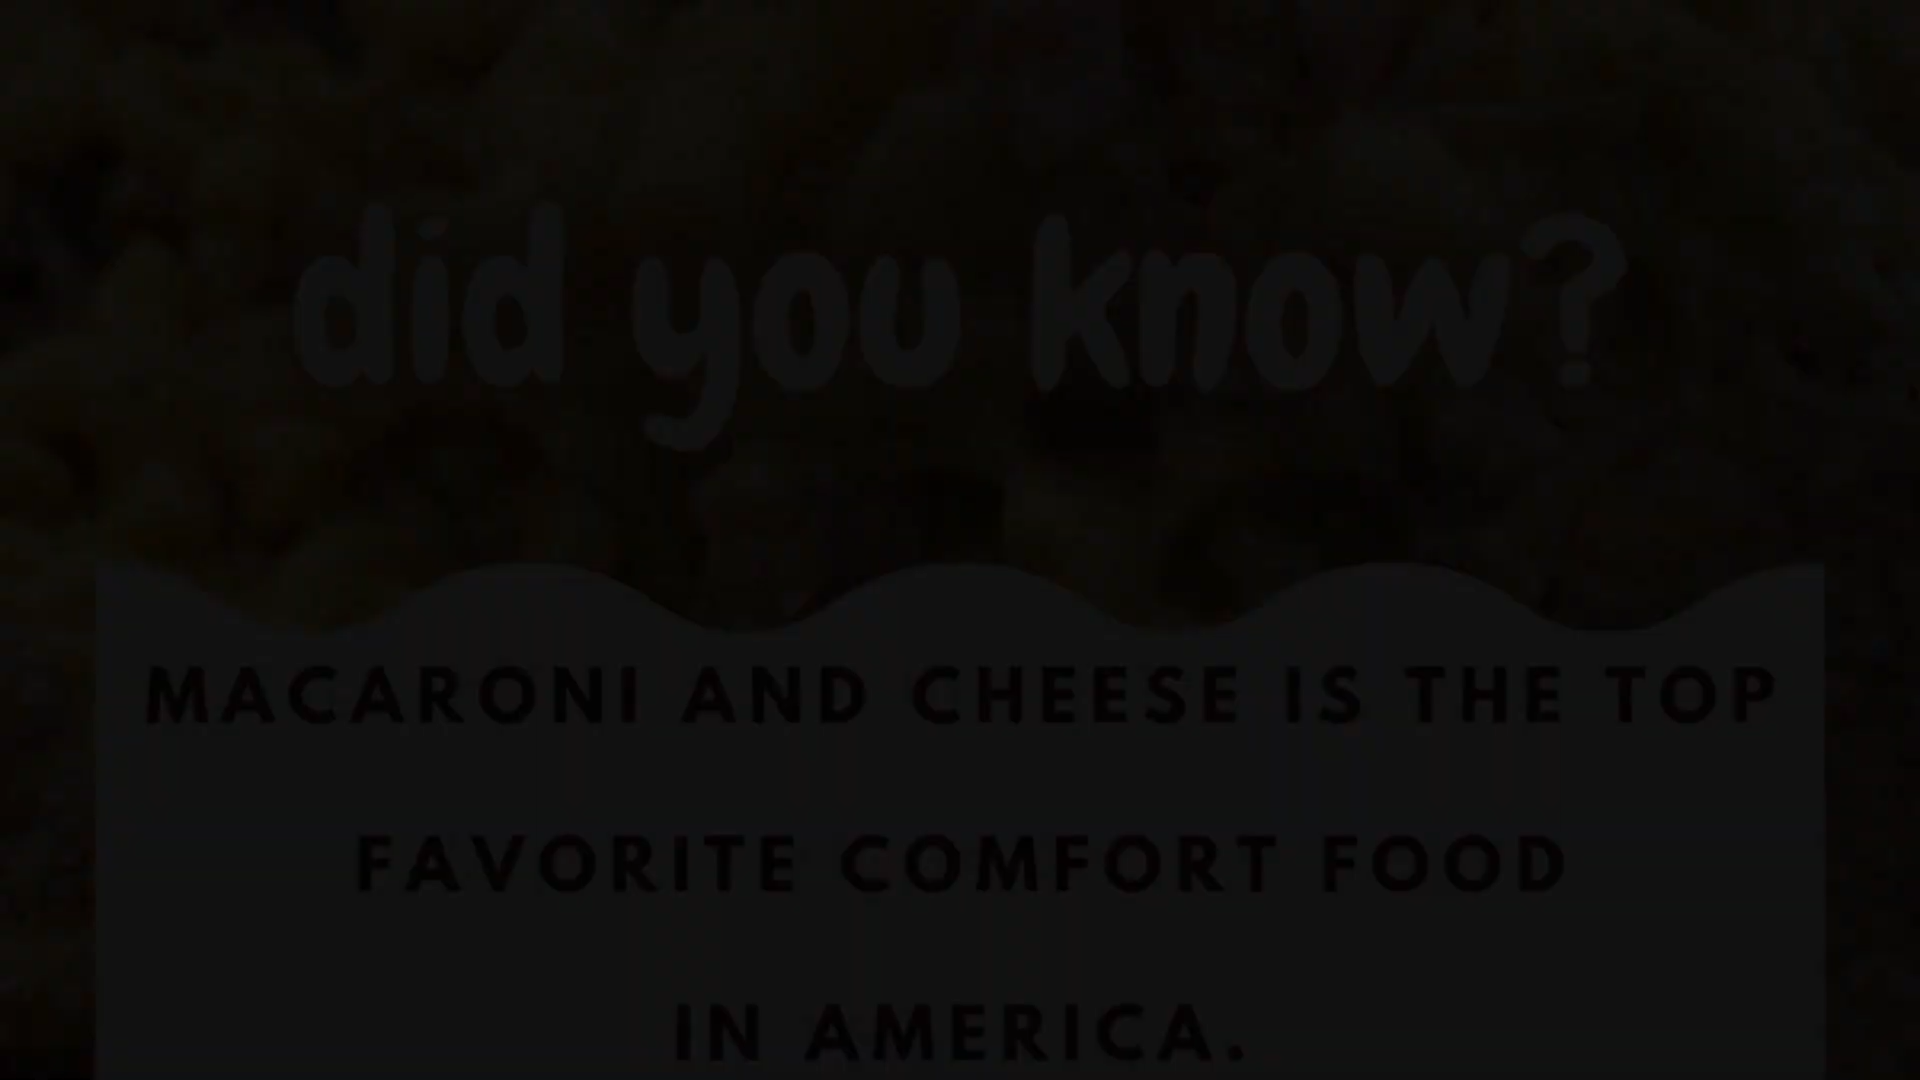 did you know?
MACARONI AND CHEESE IS THE TOP
FAVORITE COMFORT FOOD
IN AMERICA.